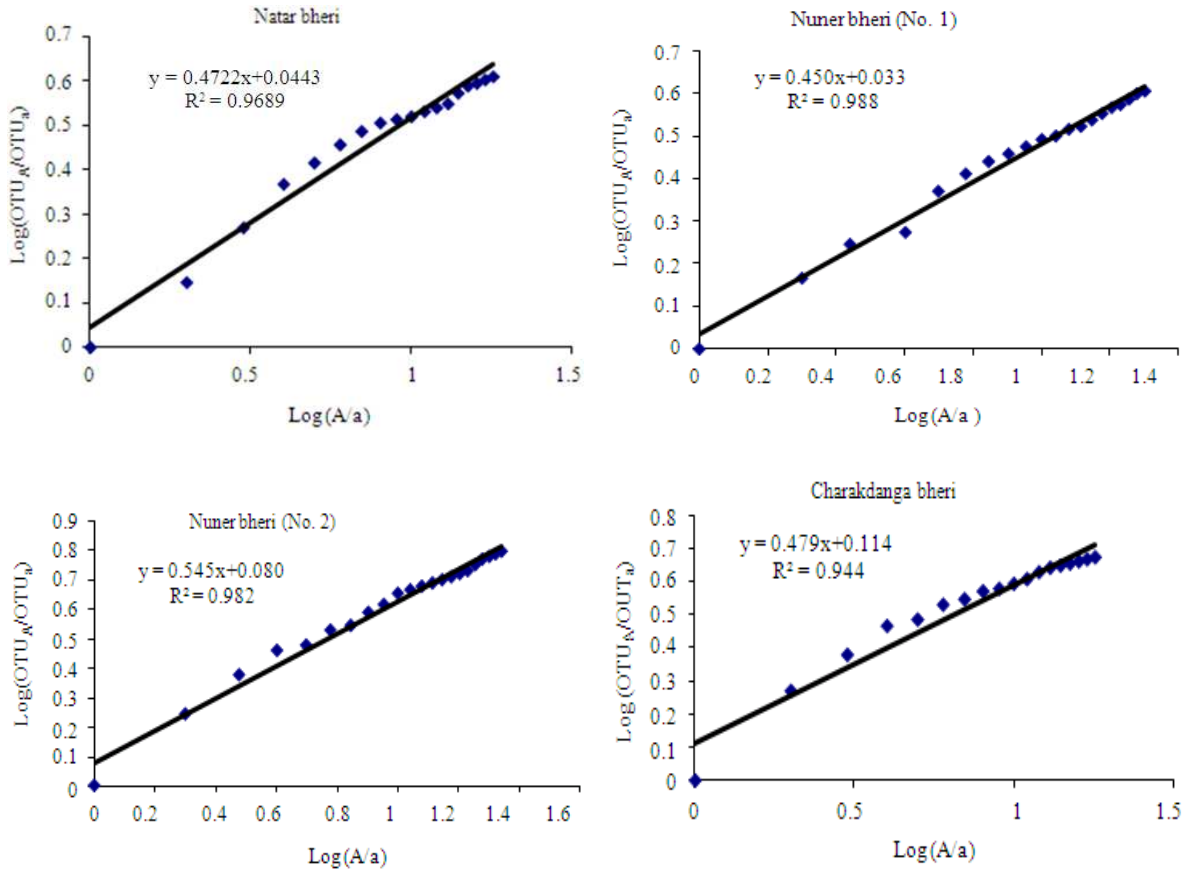 Natar bheri
y = 0.4722x+0.0443
R² = 0.9689
Log(OTU_A/OTU_a)
0.7
0.6
0.5
0.4
0.3
0.2
0.1
0
0 0.5 1 1.5
Log(A/a)
Nuner bheri (No. 1)
y = 0.450x+0.033
R² = 0.988
Log(OTU_A/OTU_a)
0.7
0.6
0.5
0.4
0.3
0.2
0.1
0
0 0.2 0.4 0.6 1.8 1 1.2 1.4
Log(A/a )
Nuner bheri (No. 2)
y = 0.545x+0.080
R² = 0.982
Log(OTU_A/OTU_a)
0.9
0.8
0.7
0.6
0.5
0.4
0.3
0.2
0.1
0
0 0.2 0.4 0.6 0.8 1 1.2 1.4 1.6
Log(A/a)
Charakdanga bheri
y = 0.479x+0.114
R² = 0.944
Log (OTU_A/OUT_a)
0.8
0.7
0.6
0.5
0.4
0.3
0.2
0.1
0
0 0.5 1 1.5
Log(A/a)